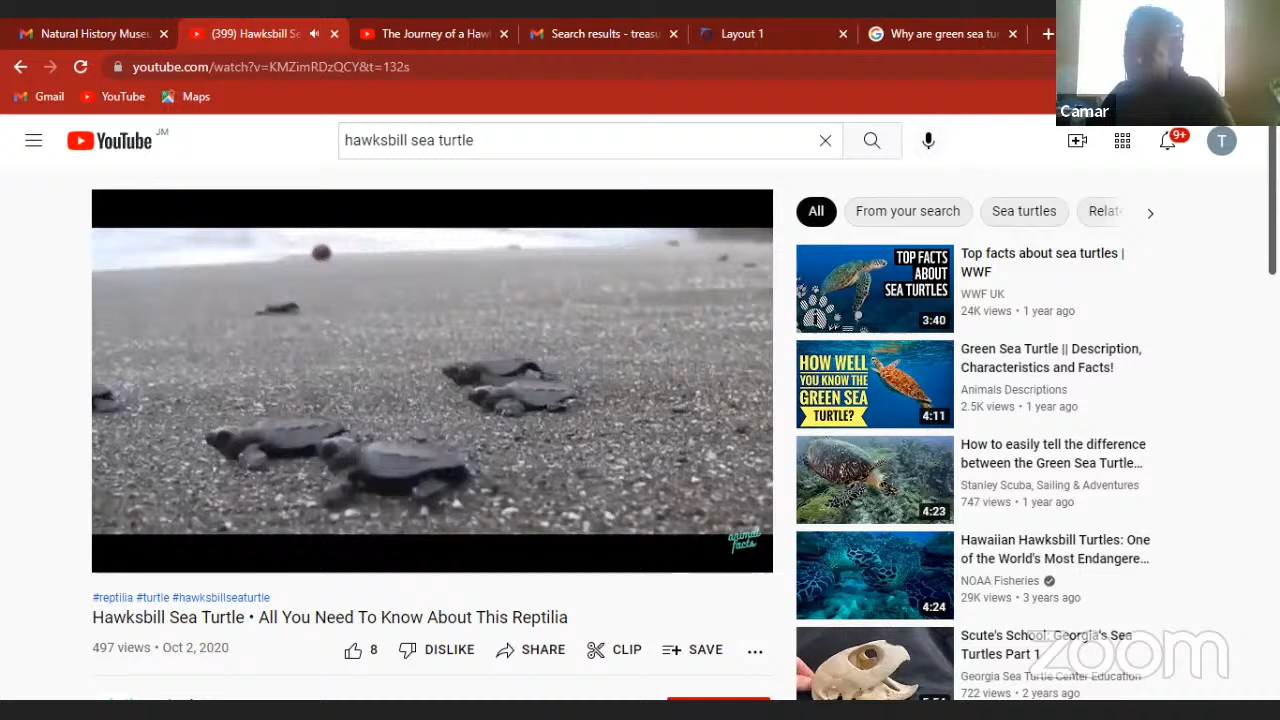 Natural History Museu
(399) Hawksbill Se
The Journey of a Haw
Search results - treasu
Layout 1
Why are green sea tur
youtube.com/watch?v=KMZimRDzQCY&t=132s
Gmail
YouTube
Maps
Camar
YouTube JM
hawksbill sea turtle
9+
T
All
From your search
Sea turtles
Relate
TOP FACTS
ABOUT
SEA TURTLES
3:40
Top facts about sea turtles |
WWF
WWF UK
24K views • 1 year ago
HOW WELL
YOU KNOW THE
GREEN SEA
TURTLE?
4:11
Green Sea Turtle || Description,
Characteristics and Facts!
Animals Descriptions
2.5K views • 1 year ago
4:23
How to easily tell the difference
between the Green Sea Turtle...
Stanley Scuba, Sailing & Adventures
747 views • 1 year ago
4:24
Hawaiian Hawksbill Turtles: One
of the World's Most Endangere...
NOAA Fisheries
29K views • 3 years ago
Scute's School: Georgia's Sea
Turtles Part 1
Georgia Sea Turtle Center Education
722 views • 2 years ago
zoom
animal
facts
#reptilia #turtle #hawksbillseaturtle
Hawksbill Sea Turtle • All You Need To Know About This Reptilia
497 views • Oct 2, 2020
8
DISLIKE
SHARE
CLIP
SAVE